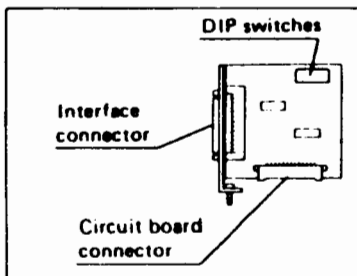 DIP switches
Interface
connector
Circuit board
connector